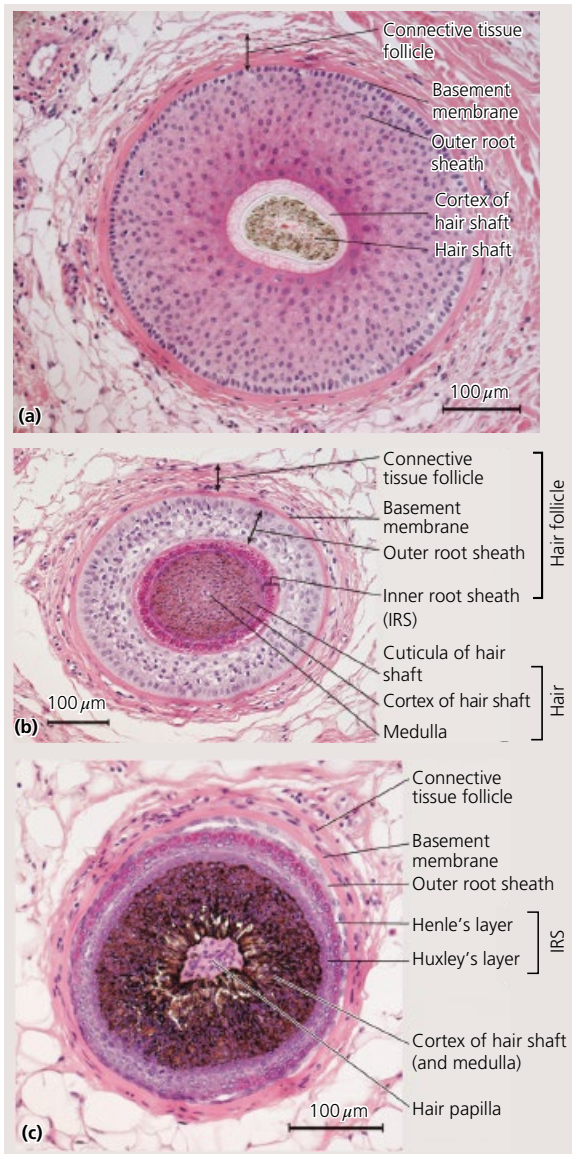 Connective tissue
follicle
Basement
membrane
Outer root
sheath
Cortex of
hair shaft
Hair shaft
100 μm
(a)
Connective
tissue follicle
Basement
membrane
Outer root sheath
Inner root sheath
(IRS)
Hair follicle
Cuticula of hair
shaft
Cortex of hair shaft
Medulla
Hair
100 μm
(b)
Connective
tissue follicle
Basement
membrane
Outer root sheath
Henle's layer
Huxley's layer
IRS
Cortex of hair shaft
(and medulla)
Hair papilla
100 μm
(c)